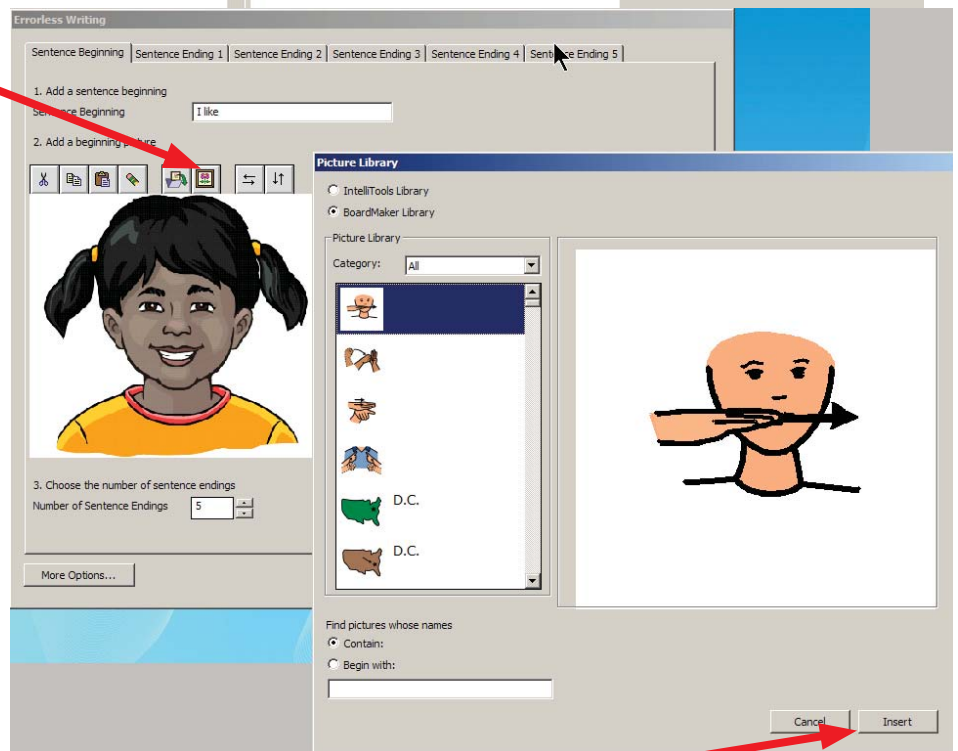 Errorless Writing
Sentence Beginning Sentence Ending 1 Sentence Ending 2 Sentence Ending 3 Sentence Ending 4 Sentence Ending 5
1. Add a sentence beginning
Sentence Beginning I like
2. Add a beginning picture
3. Choose the number of sentence endings
Number of Sentence Endings 5
More Options...
Picture Library
IntelliTools Library
BoardMaker Library
Picture Library
Category: All
D.C.
D.C.
Find pictures whose names
Contain:
Begin with:
Cancel Insert